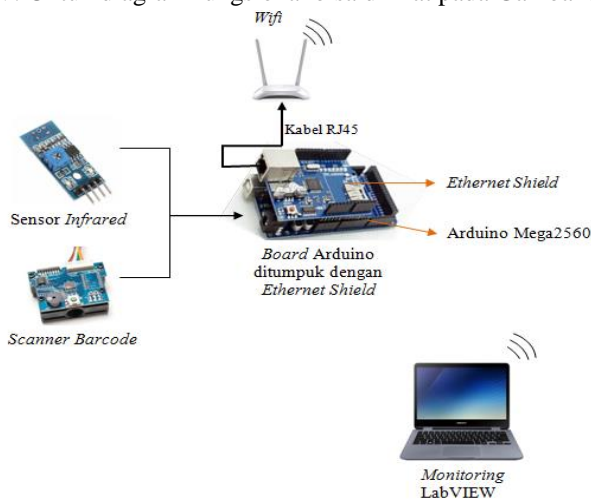 Wifi
Kabel RJ45
Sensor Infrared
Ethernet Shield
Arduino Mega2560
Board Arduino
ditumpuk dengan
Ethernet Shield
Scanner Barcode
Monitoring
LabVIEW